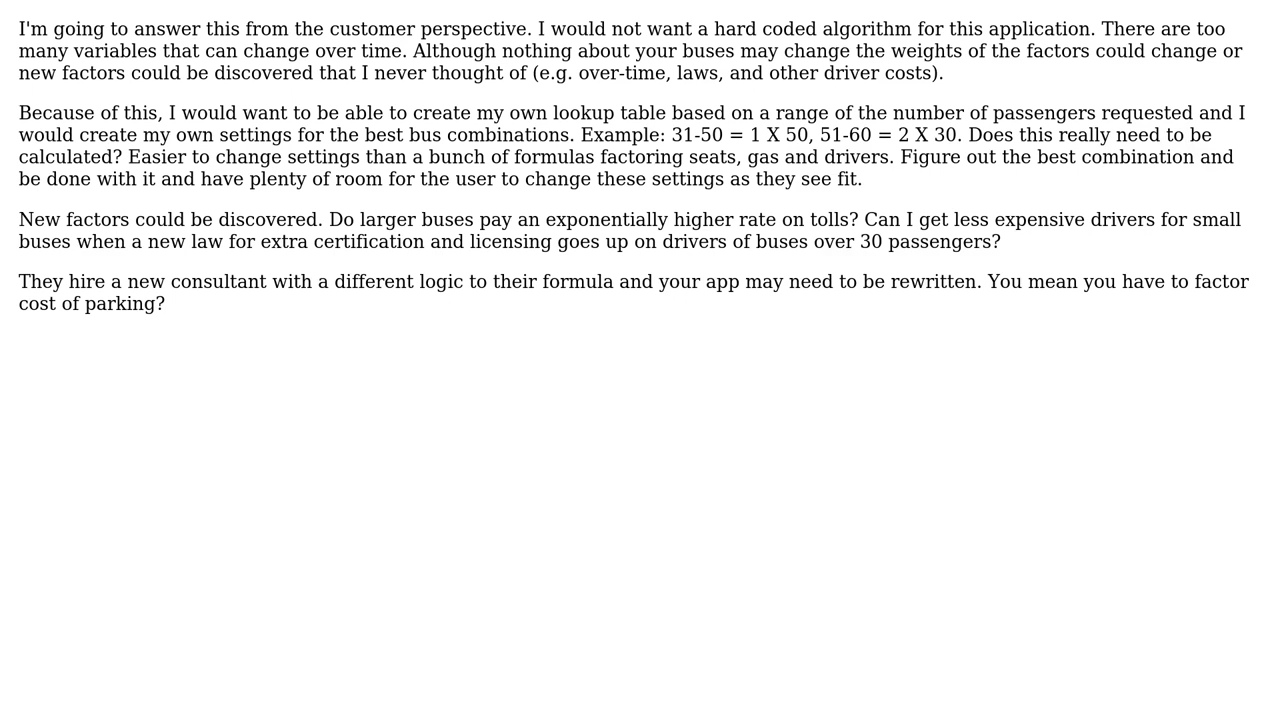 I'm going to answer this from the customer perspective. I would not want a hard coded algorithm for this application. There are too
many variables that can change over time. Although nothing about your buses may change the weights of the factors could change or
new factors could be discovered that I never thought of (e.g. over-time, laws, and other driver costs).
Because of this, I would want to be able to create my own lookup table based on a range of the number of passengers requested and I
would create my own settings for the best bus combinations. Example: 31-50 = 1 X 50, 51-60 = 2 X 30. Does this really need to be
calculated? Easier to change settings than a bunch of formulas factoring seats, gas and drivers. Figure out the best combination and
be done with it and have plenty of room for the user to change these settings as they see fit.
New factors could be discovered. Do larger buses pay an exponentially higher rate on tolls? Can I get less expensive drivers for small
buses when a new law for extra certification and licensing goes up on drivers of buses over 30 passengers?
They hire a new consultant with a different logic to their formula and your app may need to be rewritten. You mean you have to factor
cost of parking?